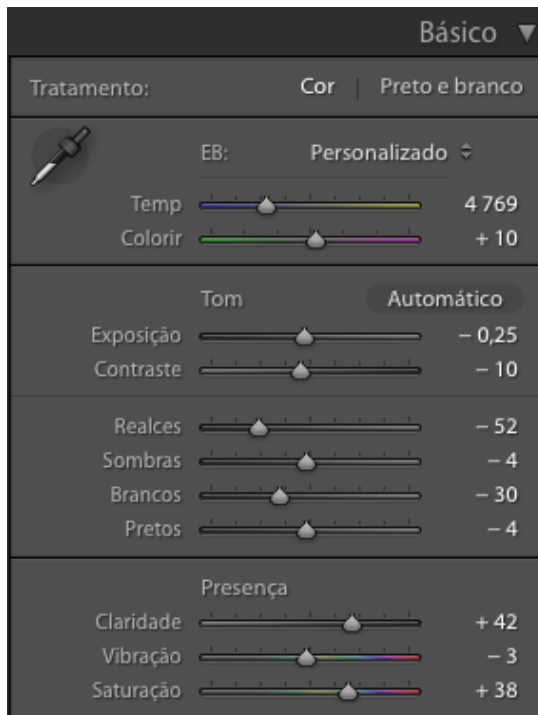 Básico
Tratamento: Cor | Preto e branco
EB: Personalizado
Temp 4 769
Colorir + 10
Tom Automático
Exposição – 0,25
Contraste – 10
Realces – 52
Sombras – 4
Brancos – 30
Pretos – 4
Presença
Claridade + 42
Vibração – 3
Saturação + 38